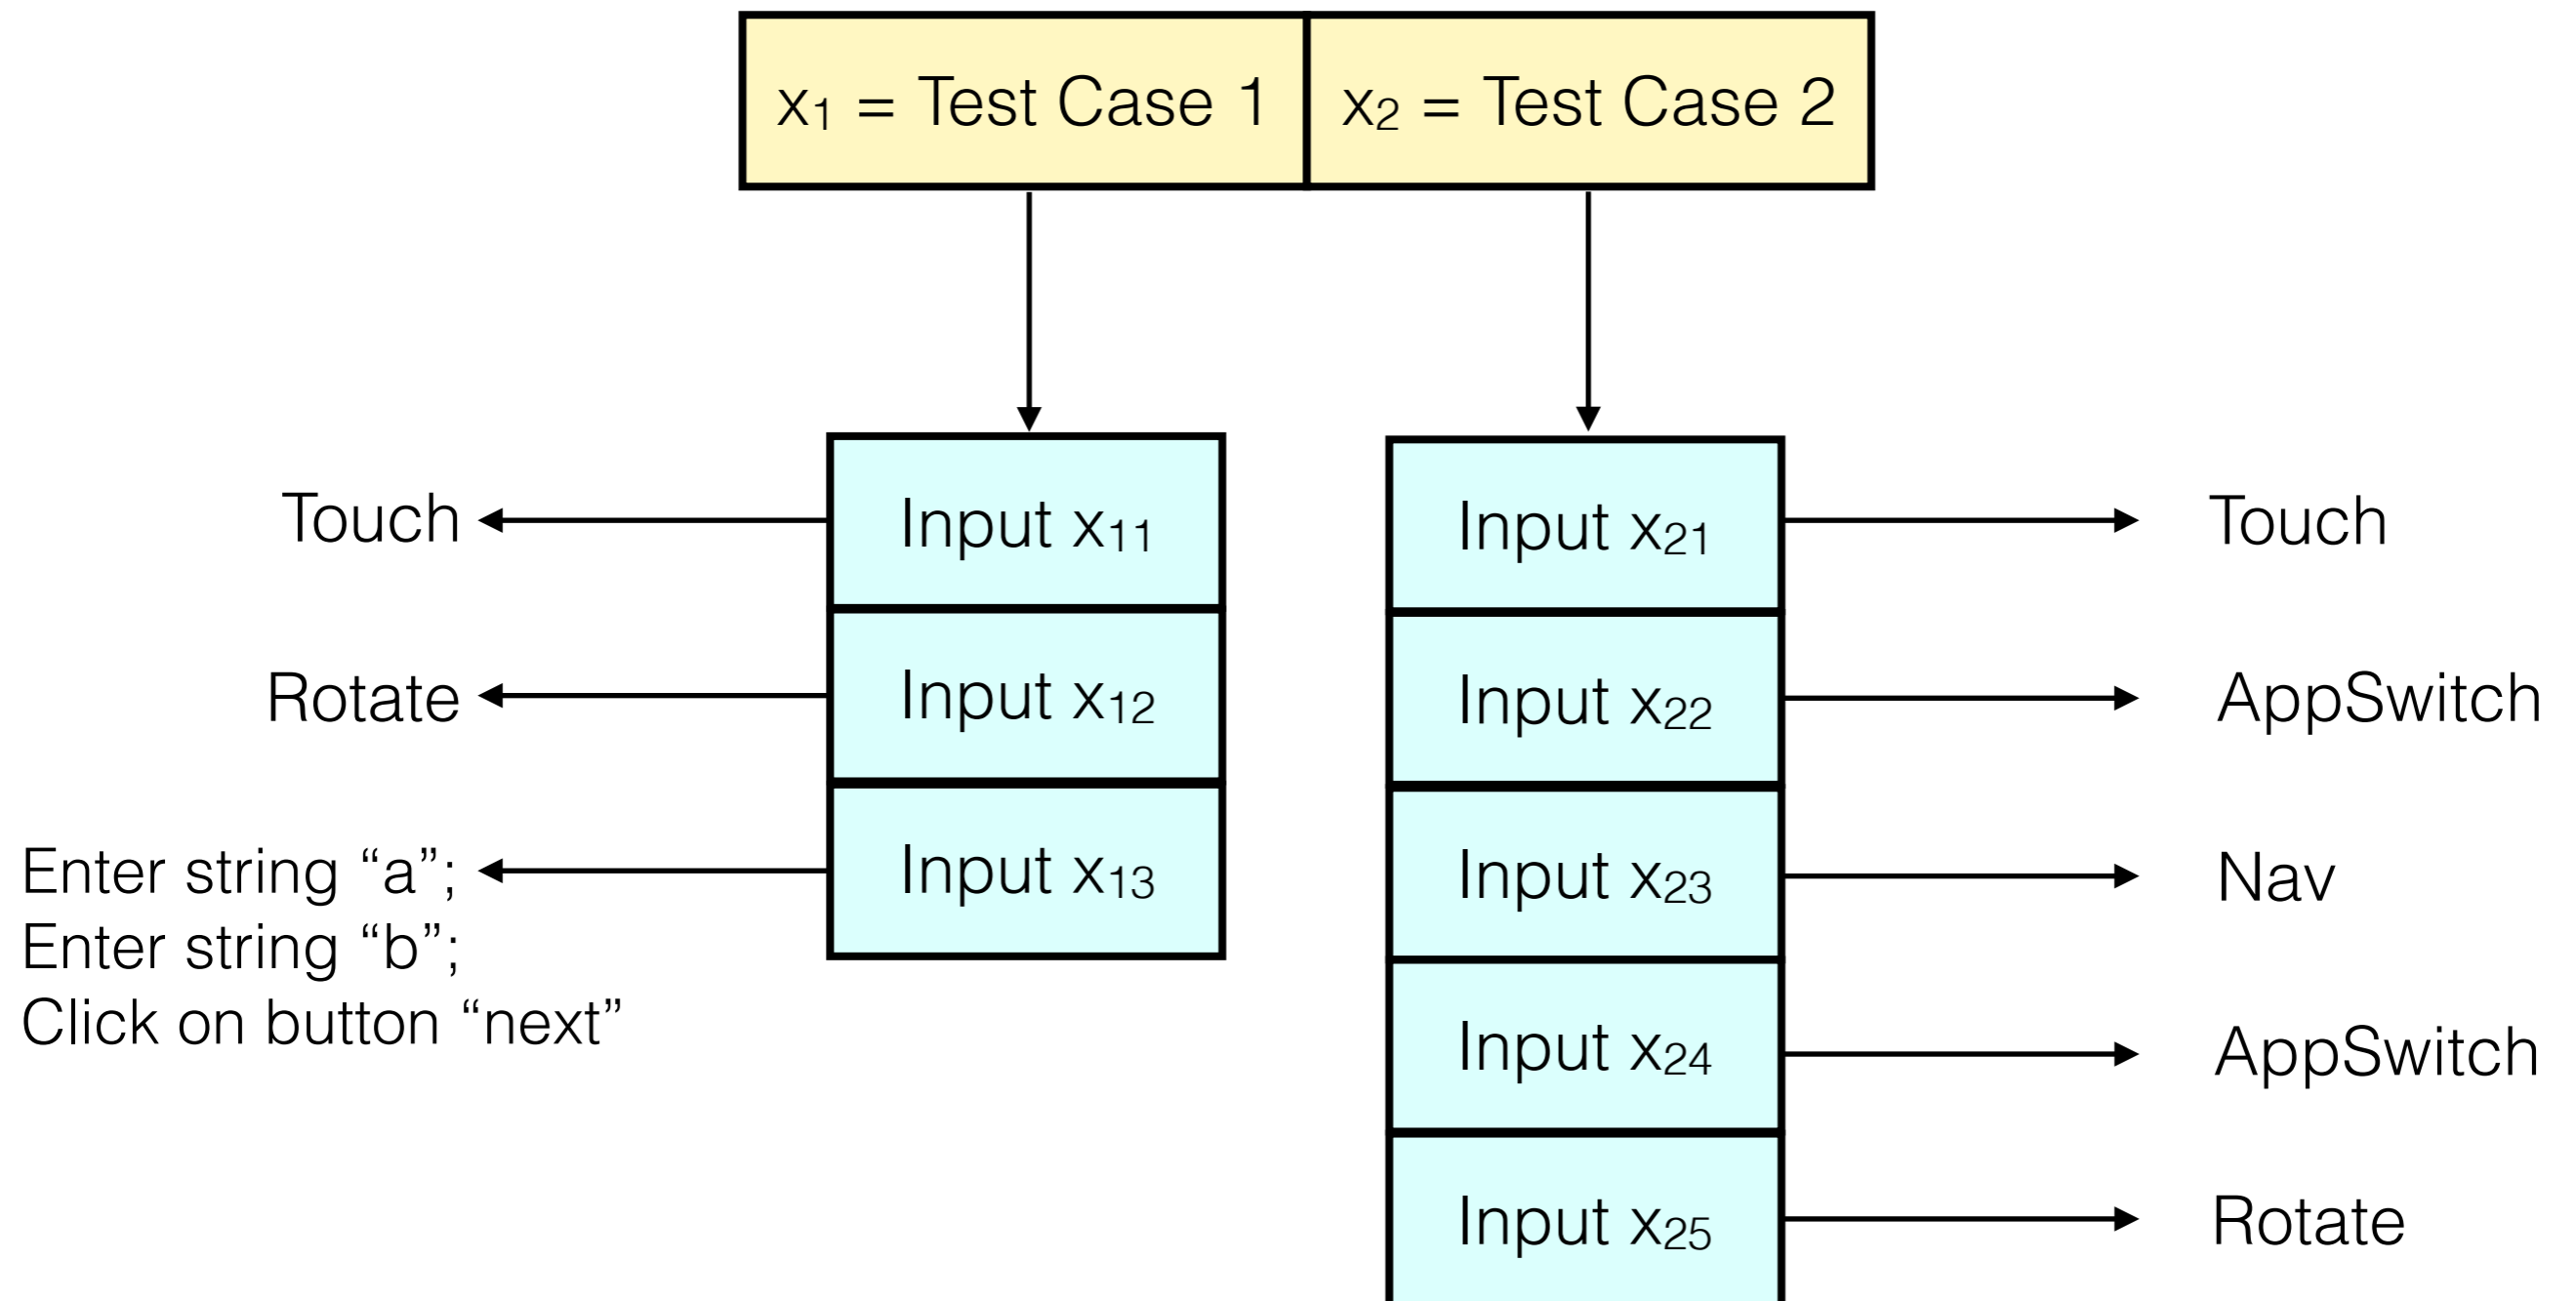 x₁ = Test Case 1
x₂ = Test Case 2
Touch
Input x₁₁
Rotate
Input x₁₂
Enter string “a”;
Enter string “b”;
Click on button “next”
Input x₁₃
Input x₂₁
Touch
Input x₂₂
AppSwitch
Input x₂₃
Nav
Input x₂₄
AppSwitch
Input x₂₅
Rotate